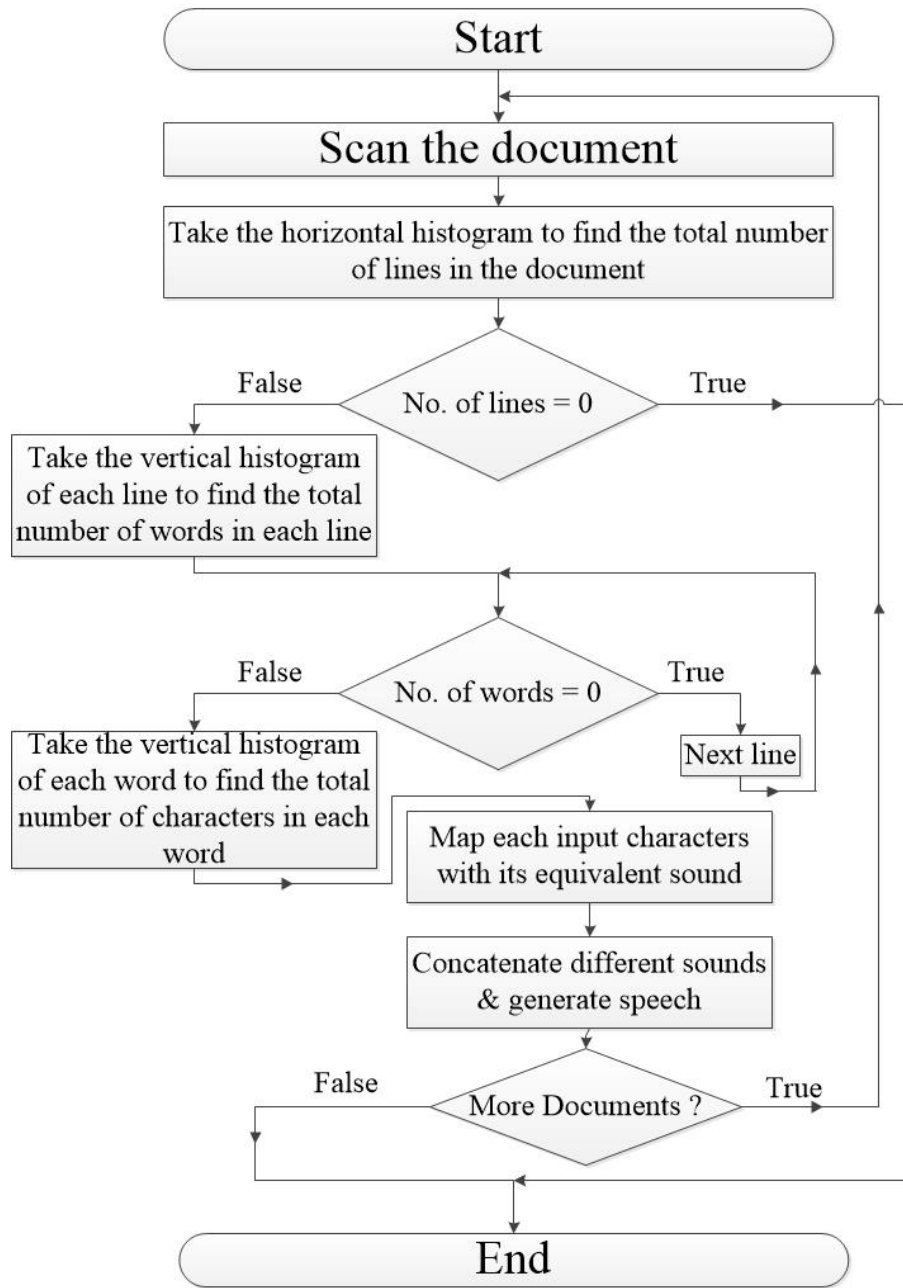 Start
Scan the document
Take the horizontal histogram to find the total number
of lines in the document
False
True
No. of lines = 0
Take the vertical histogram
of each line to find the total
number of words in each line
False
True
No. of words = 0
Take the vertical histogram
of each word to find the total
number of characters in each
word
Next line
Map each input characters
with its equivalent sound
Concatenate different sounds
& generate speech
False
True
More Documents ?
End